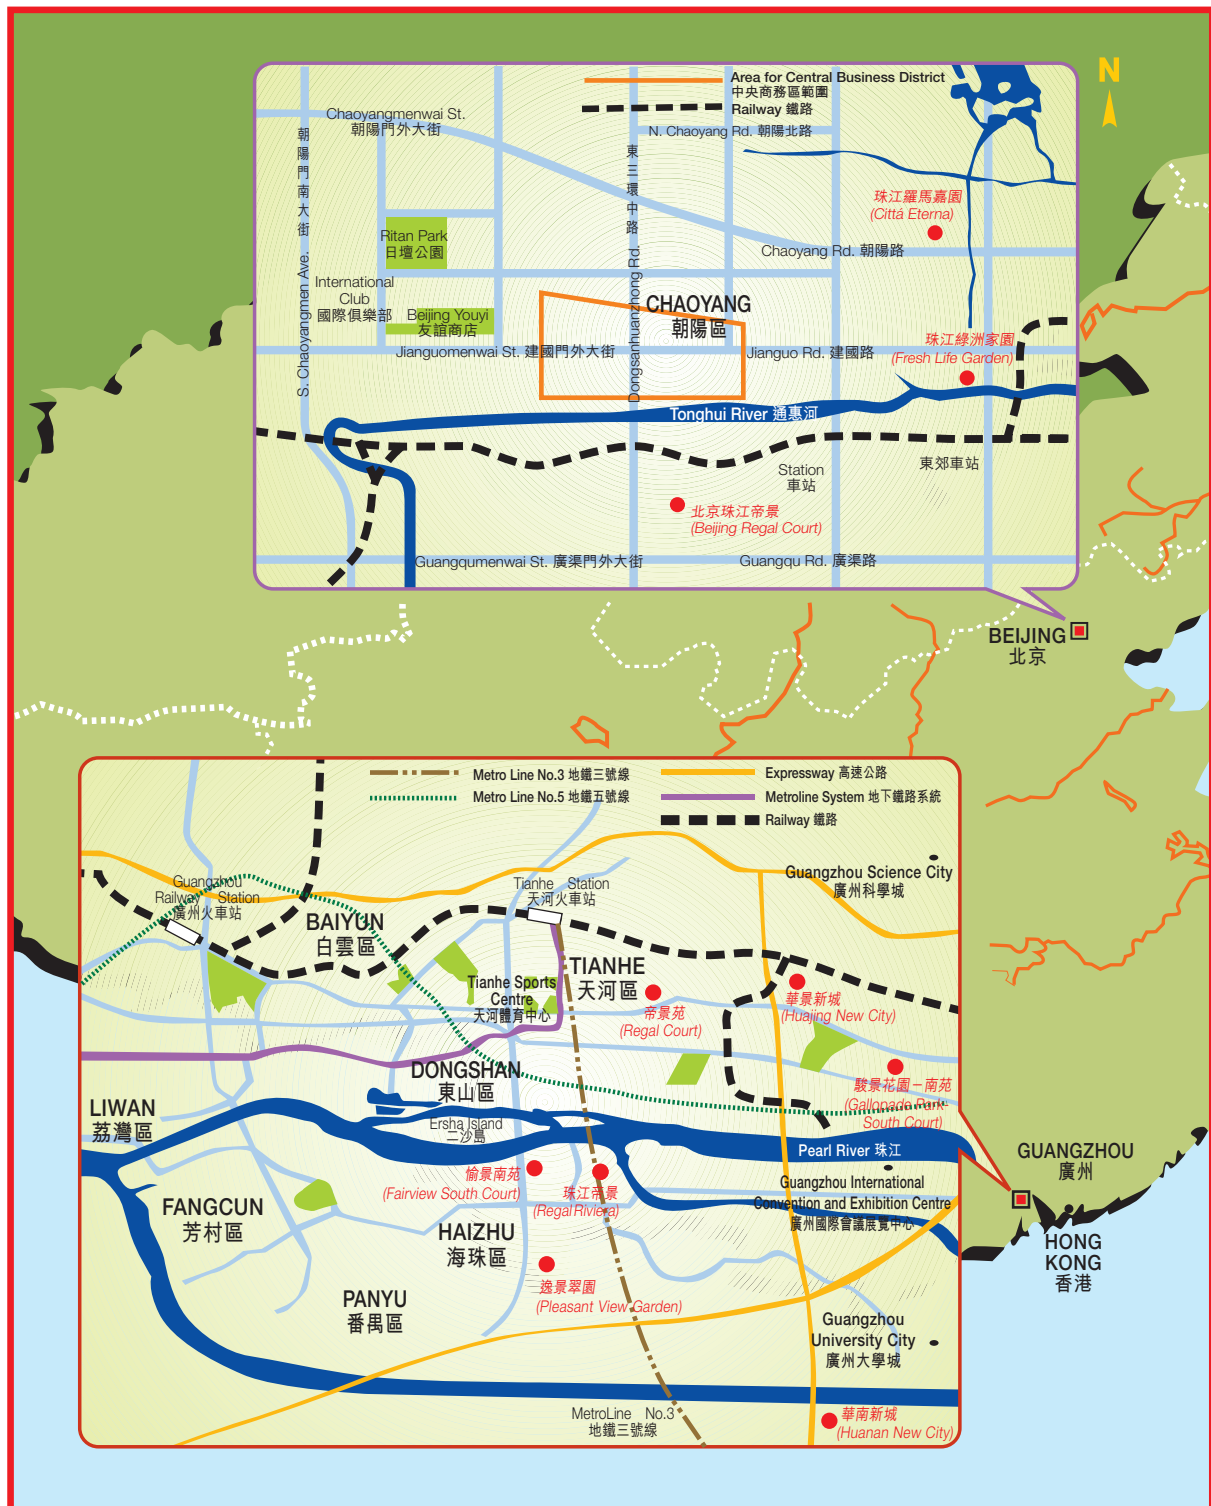 N
Area for Central Business District
中央商務區範圍
Railway 鐵路
Chaoyangmenwai St.
朝陽門外大街
N. Chaoyang Rd. 朝陽北路
朝陽門南大街
S. Chaoyangmen Ave.
東三環中路
Dongsanhuanzhong Rd.
珠江羅馬嘉園
(Cittá Eterna)
Ritan Park
日壇公園
Chaoyang Rd. 朝陽路
International
Club
國際俱樂部
Beijing Youyi
友誼商店
CHAOYANG
朝陽區
Jianguomenwai St. 建國門外大街
Jianguo Rd. 建國路
珠江綠洲家園
(Fresh Life Garden)
Tonghui River 通惠河
Station
車站
東郊車站
北京珠江帝景
(Beijing Regal Court)
Guangqumenwai St. 廣渠門外大街
Guangqu Rd. 廣渠路
BEIJING
北京
Metro Line No.3 地鐵三號線
Metro Line No.5 地鐵五號線
Expressway 高速公路
Metroline System 地下鐵路系統
Railway 鐵路
Guangzhou
Railway Station
廣州火車站
Tianhe Station
天河火車站
Guangzhou Science City
廣州科學城
BAIYUN
白雲區
TIANHE
天河區
Tianhe Sports
Centre
天河體育中心
帝景苑
(Regal Court)
華景新城
(Huajing New City)
DONGSHAN
東山區
駿景花園－南苑
(Gallopade Park-
South Court)
LIWAN
荔灣區
Ersha Island
二沙島
Pearl River 珠江
愉景南苑
(Fairview South Court)
珠江帝景
(Regal Riviera)
Guangzhou International
Convention and Exhibition Centre
廣州國際會議展覽中心
FANGCUN
芳村區
HAIZHU
海珠區
逸景翠園
(Pleasant View Garden)
PANYU
番禺區
Guangzhou
University City
廣州大學城
MetroLine No.3
地鐵三號線
華南新城
(Huanan New City)
GUANGZHOU
廣州
HONG
KONG
香港